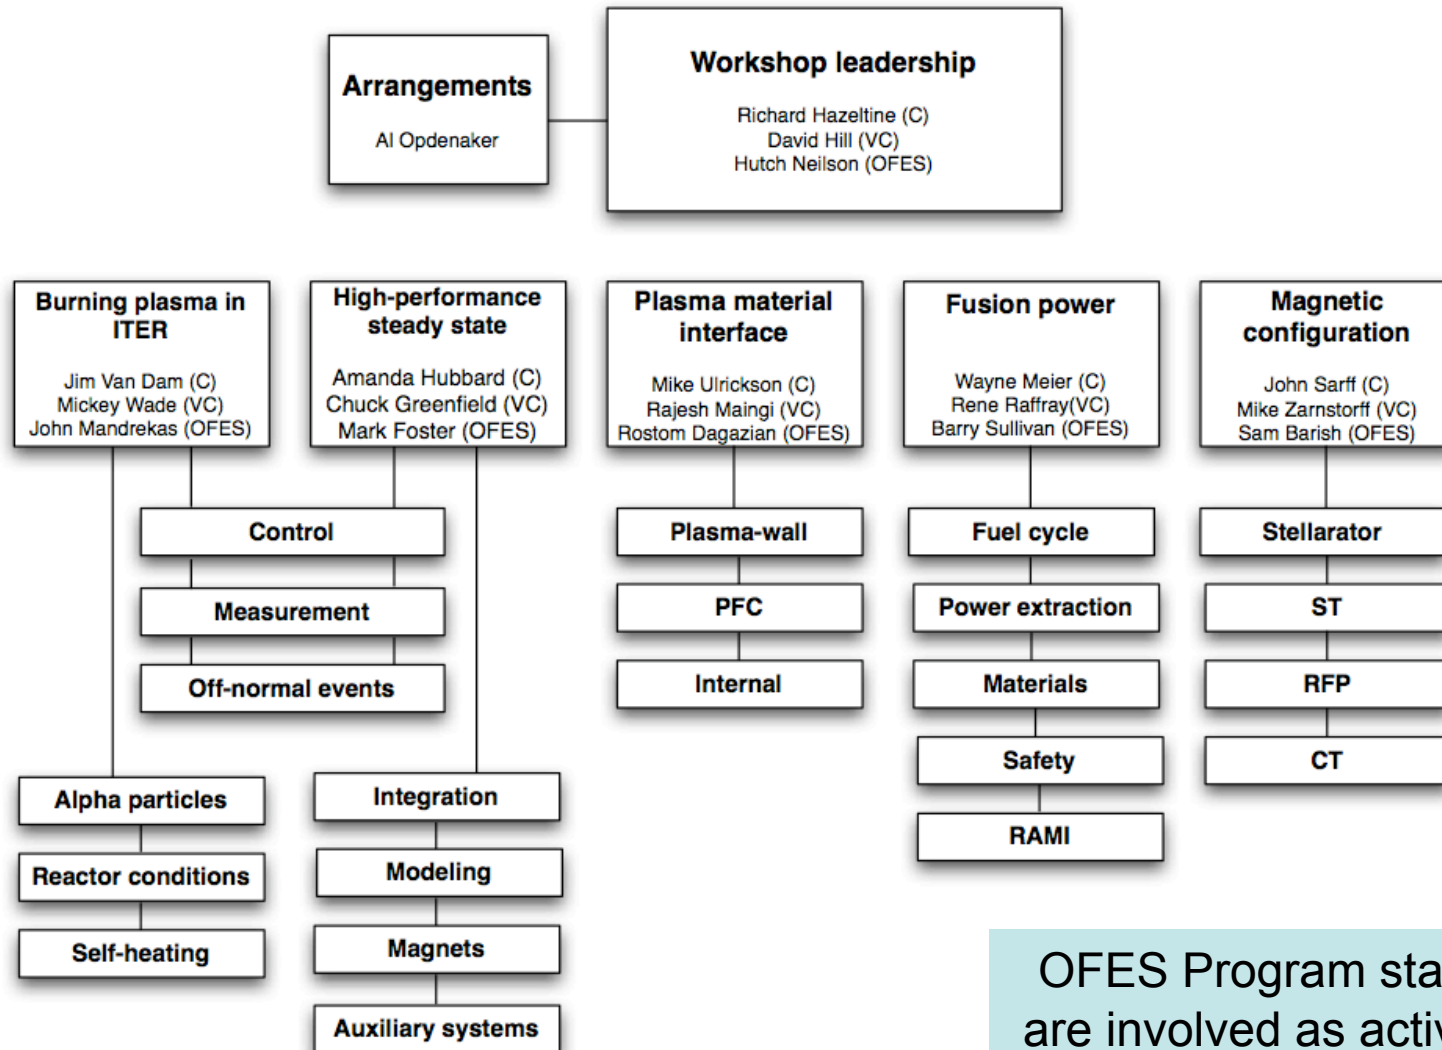 Arrangements
Al Opdenaker
Workshop leadership
Richard Hazeltine (C)
David Hill (VC)
Hutch Neilson (OFES)
Burning plasma in
ITER
Jim Van Dam (C)
Mickey Wade (VC)
John Mandrekas (OFES)
High-performance
steady state
Amanda Hubbard (C)
Chuck Greenfield (VC)
Mark Foster (OFES)
Plasma material
interface
Mike Ulrickson (C)
Rajesh Maingi (VC)
Rostom Dagazian (OFES)
Fusion power
Wayne Meier (C)
Rene Raffray(VC)
Barry Sullivan (OFES)
Magnetic
configuration
John Sarff (C)
Mike Zarnstorff (VC)
Sam Barish (OFES)
Control
Measurement
Off-normal events
Alpha particles
Reactor conditions
Self-heating
Integration
Modeling
Magnets
Auxiliary systems
Plasma-wall
PFC
Internal
Fuel cycle
Power extraction
Materials
Safety
RAMI
Stellarator
ST
RFP
CT
OFES Program
are involved as